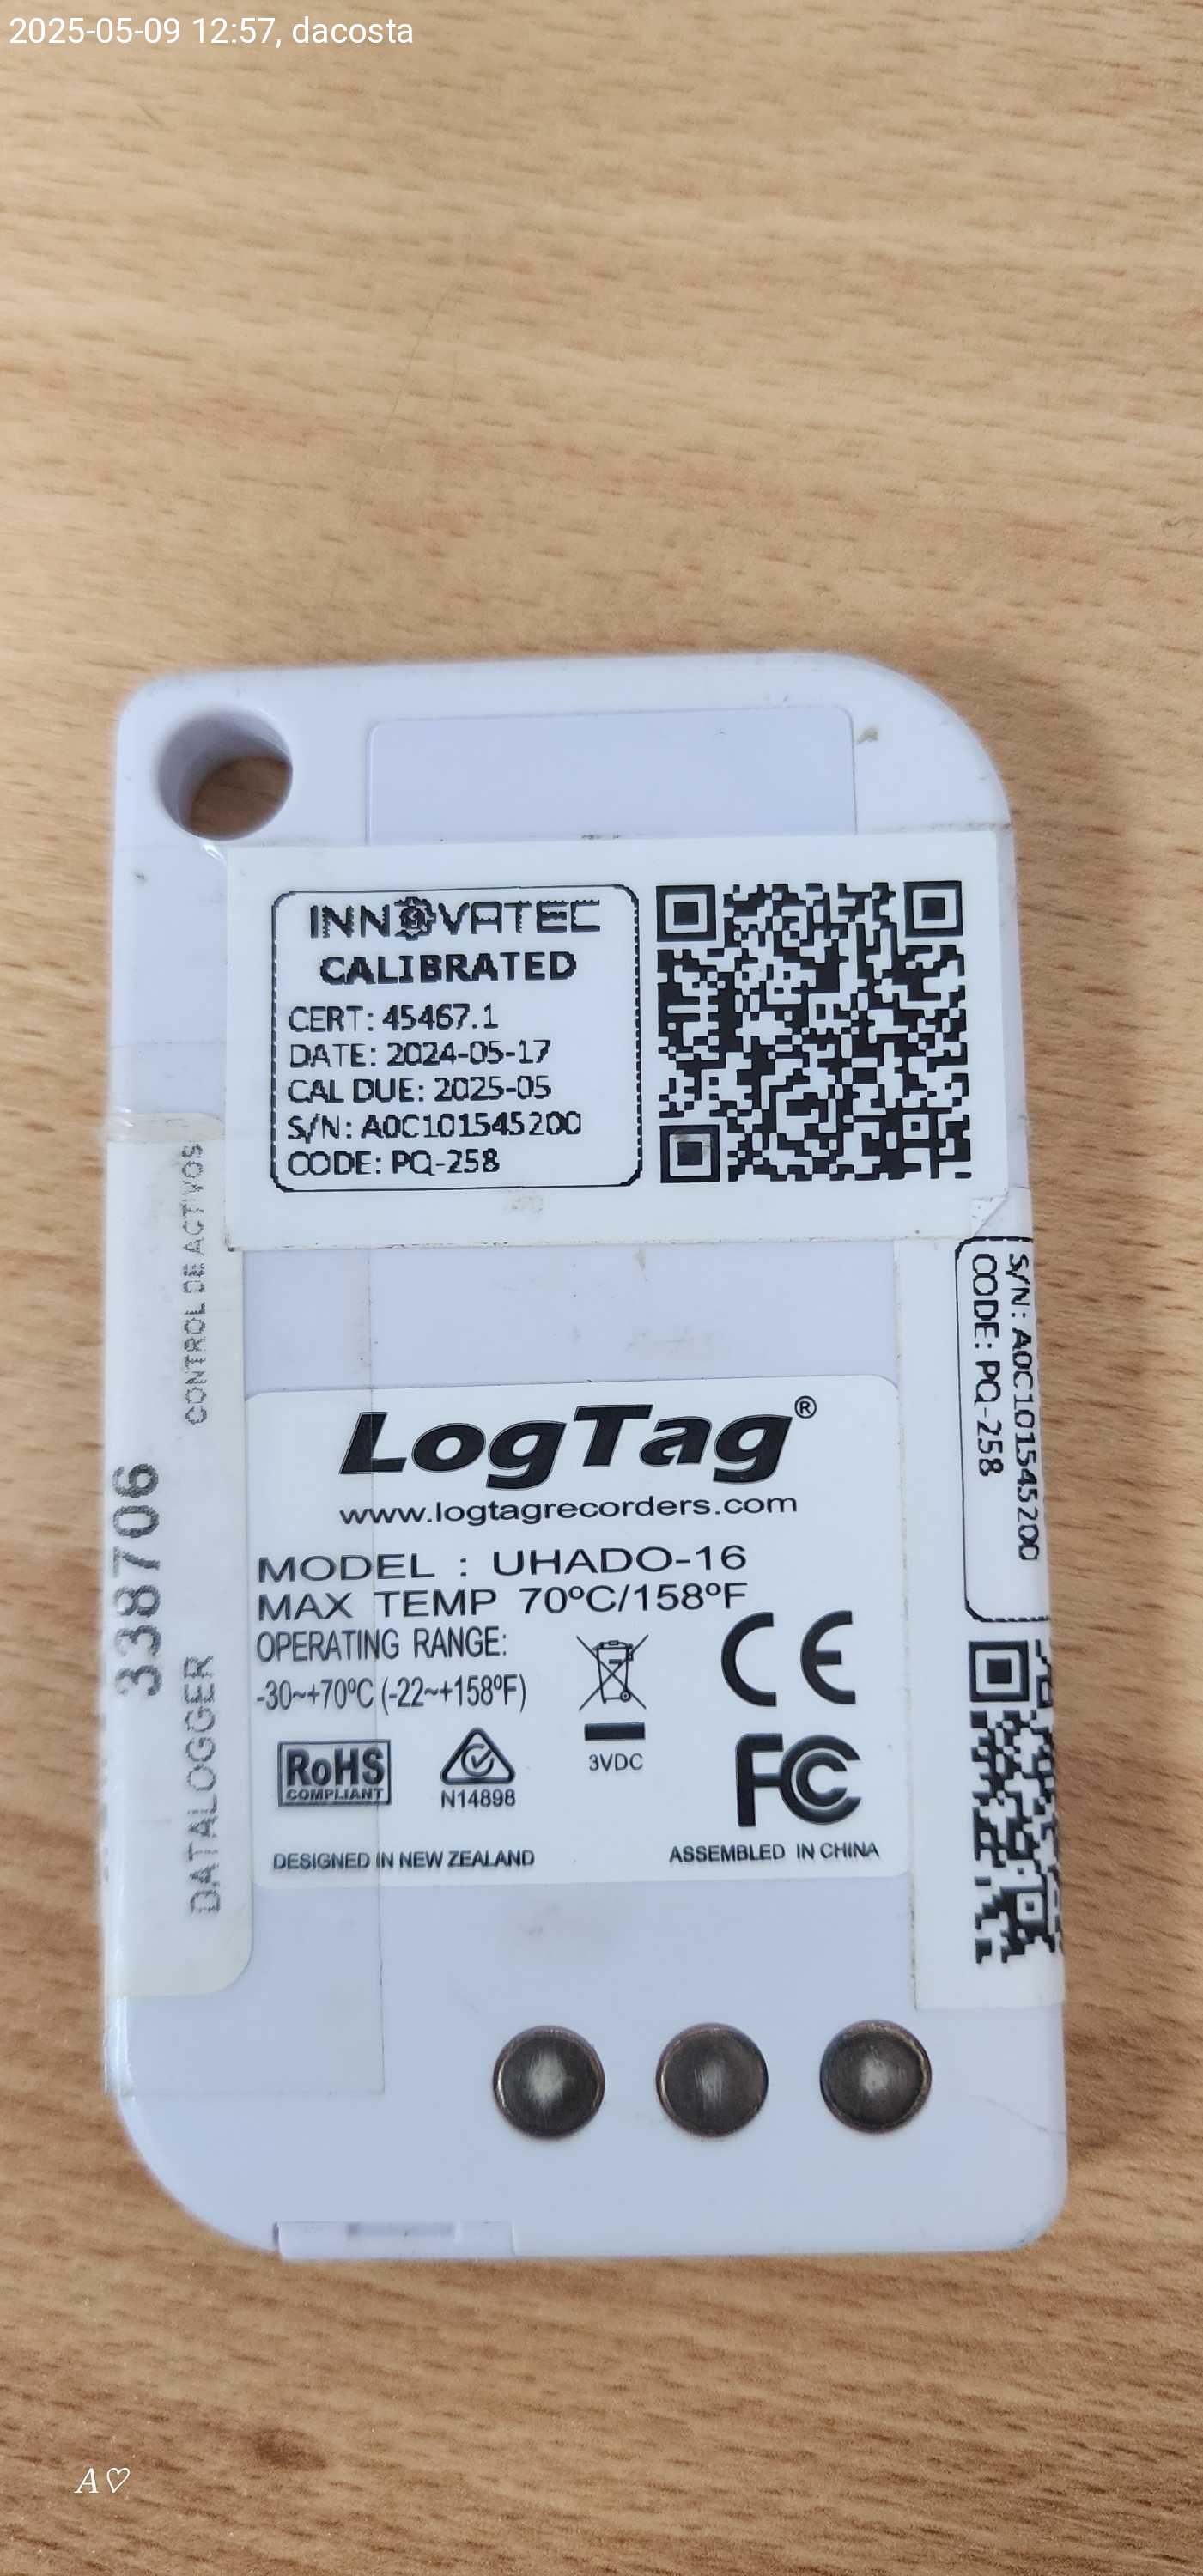 2025-05-09 12:57, dacosta
INNOVATEC
CALIBRATED
CERT: 45467.1
DATE: 2024-05-17
CAL DUE: 2025-05
S/N: A0C101545200
CODE: PQ-258
CONTROL DE ACTIVOS
338706
DATALOGGER
S/N: A0C101545200
CODE: PQ-258
LogTag®
www.logtagrecorders.com
MODEL : UHADO-16
MAX TEMP 70ºC/158ºF
OPERATING RANGE:
-30~+70ºC (-22~+158ºF)
RoHS
COMPLIANT
N14898
3VDC
CE
FC
DESIGNED IN NEW ZEALAND
ASSEMBLED IN CHINA
A♡